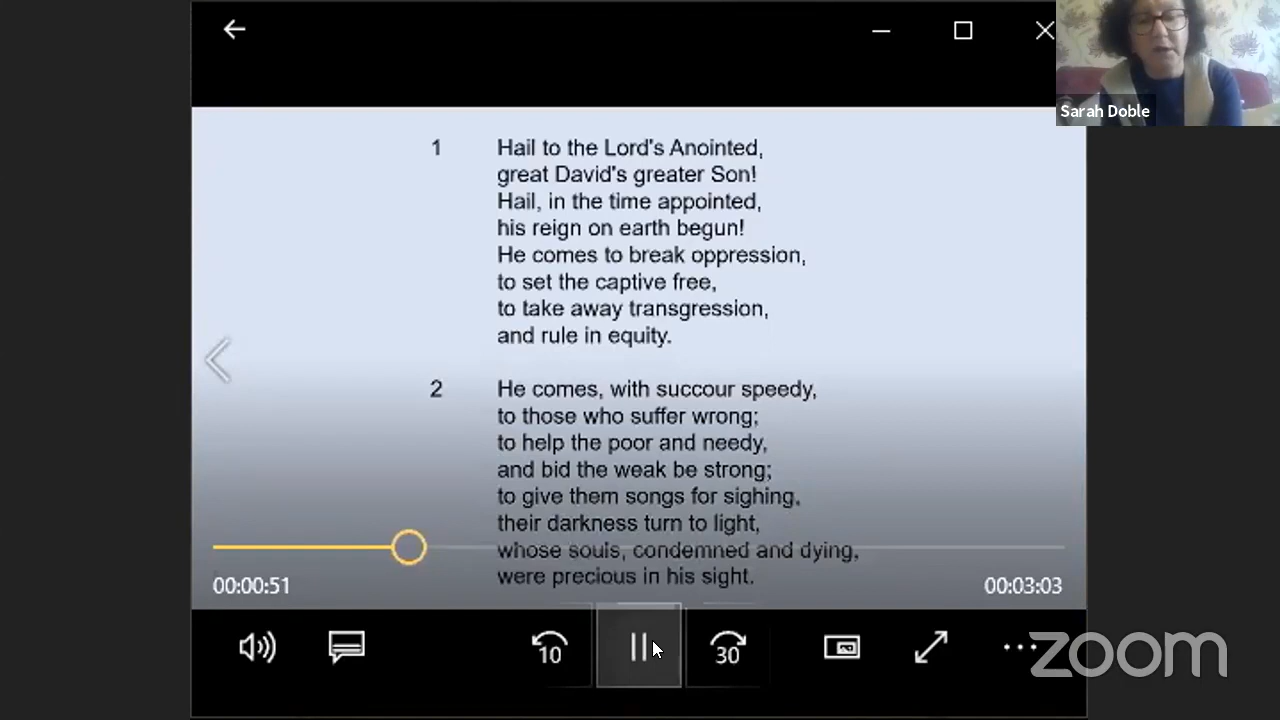 Sarah Doble
1 Hail to the Lord's Anointed,
great David's greater Son!
Hail, in the time appointed,
his reign on earth begun!
He comes to break oppression,
to set the captive free,
to take away transgression,
and rule in equity.
2 He comes, with succour speedy,
to those who suffer wrong;
to help the poor and needy,
and bid the weak be strong;
to give them songs for sighing,
their darkness turn to light,
whose souls, condemned and dying,
were precious in his sight.
00:00:51 00:03:03
10 30
zoom